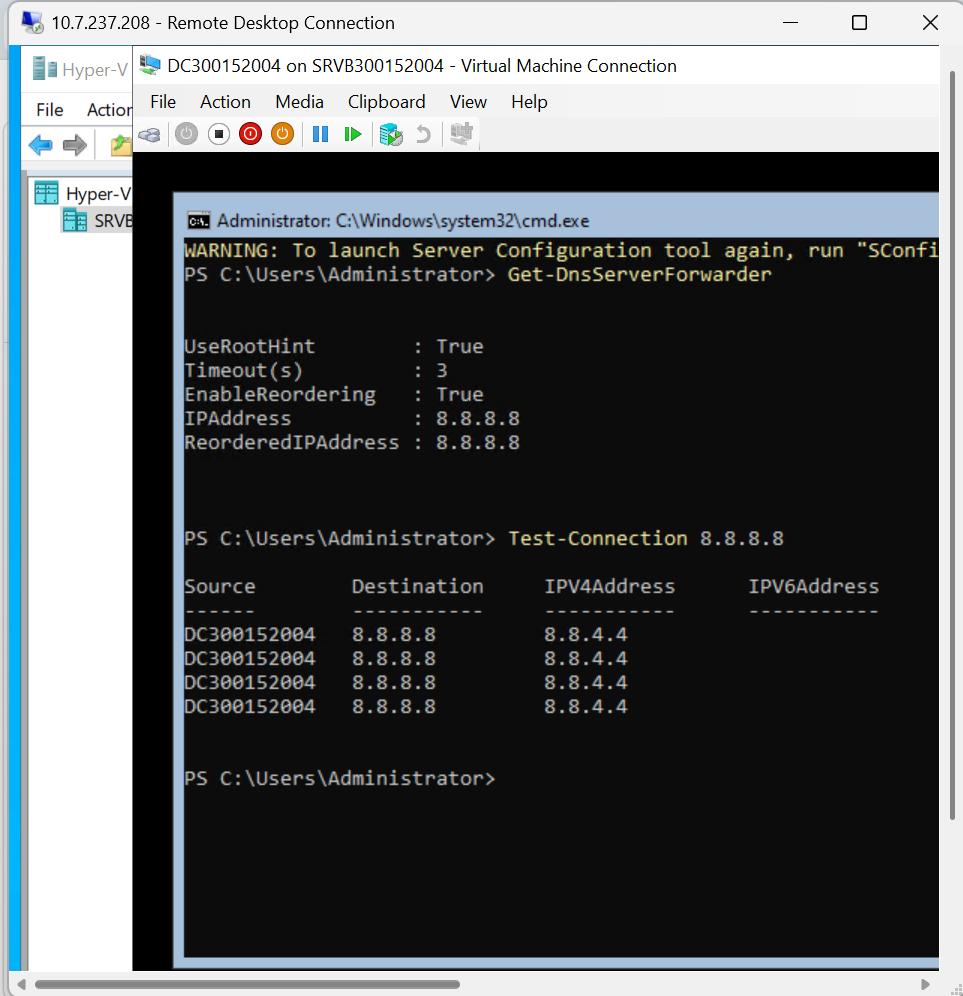 10.7.237.208 - Remote Desktop Connection
Hyper-V
DC300152004 on SRVB300152004 - Virtual Machine Connection
File Action
File Action Media Clipboard View Help
Hyper-V
SRVB
Administrator: C:\Windows\system32\cmd.exe
WARNING: To launch Server Configuration tool again, run "SConfi
PS C:\Users\Administrator> Get-DnsServerForwarder
UseRootHint : True
Timeout(s) : 3
EnableReordering : True
IPAddress : 8.8.8.8
ReorderedIPAddress : 8.8.8.8
PS C:\Users\Administrator> Test-Connection 8.8.8.8
Source Destination IPV4Address IPV6Address
------ ----------- ----------- -----------
DC300152004 8.8.8.8 8.8.4.4
DC300152004 8.8.8.8 8.8.4.4
DC300152004 8.8.8.8 8.8.4.4
DC300152004 8.8.8.8 8.8.4.4
PS C:\Users\Administrator>